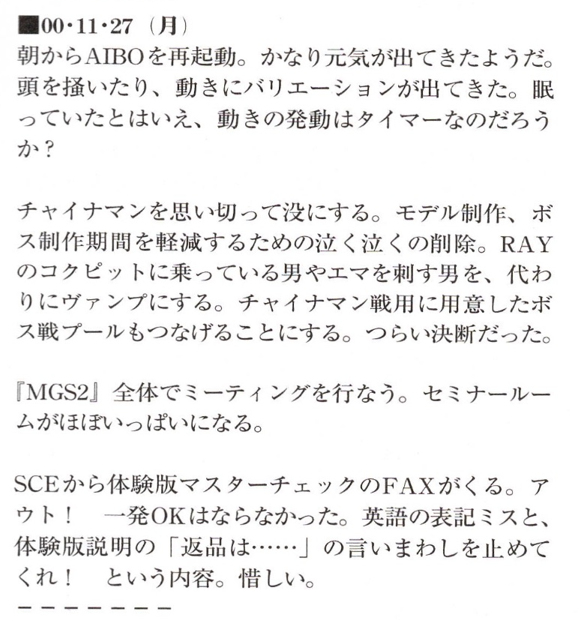 ■00・11・27（月）
朝からAIBOを再起動。かなり元気が出てきたようだ。
頭を掻いたり、動きにバリエーションが出てきた。眠
っていたとはいえ、動きの発動はタイマーなのだろう
か？
チャイナマンを思い切って没にする。モデル制作、ボ
ス制作期間を軽減するための泣く泣くの削除。RAY
のコクピットに乗っている男やエマを刺す男を、代わ
りにヴァンプにする。チャイナマン戦用に用意したボ
ス戦プールもつなげることにする。つらい決断だった。
『MGS2』全体でミーティングを行なう。セミナールー
ムがほぼいっぱいになる。
SCEから体験版マスターチェックのFAXがくる。ア
ウト！　一発OKはならなかった。英語の表記ミスと、
体験版説明の「返品は……」の言いまわしを止めて
くれ！　という内容。惜しい。
－－－－－－－